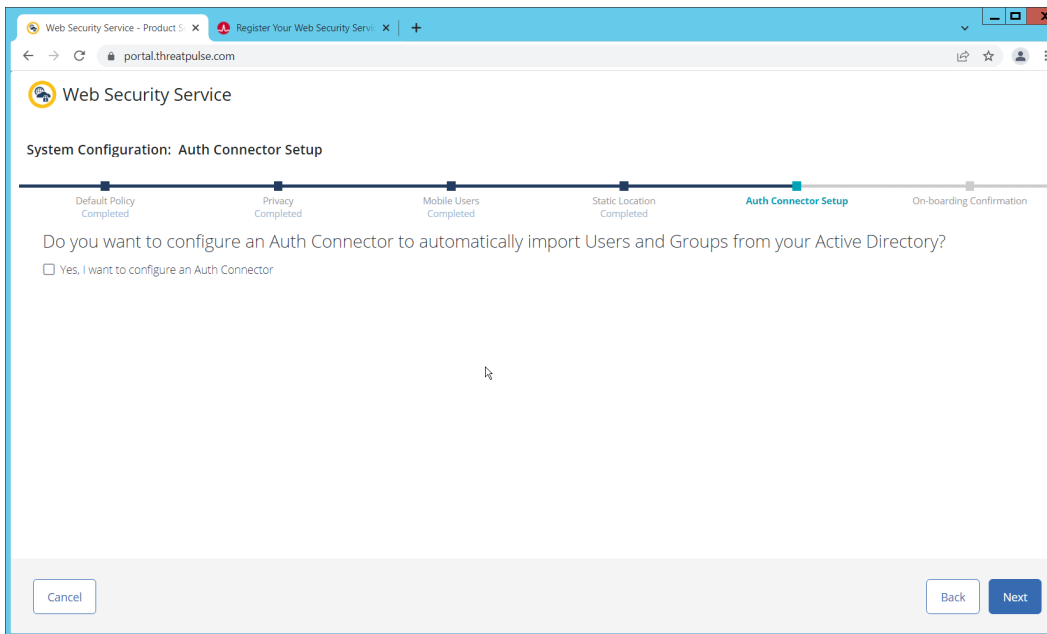 Web Security Service - Product S
Register Your Web Security Servic
portal.threatpulse.com
Web Security Service
System Configuration: Auth Connector Setup
Default Policy
Completed
Privacy
Completed
Mobile Users
Completed
Static Location
Completed
Auth Connector Setup
On-boarding Confirmation
Do you want to configure an Auth Connector to automatically import Users and Groups from your Active Directory?
Yes, I want to configure an Auth Connector
Cancel
Back
Next